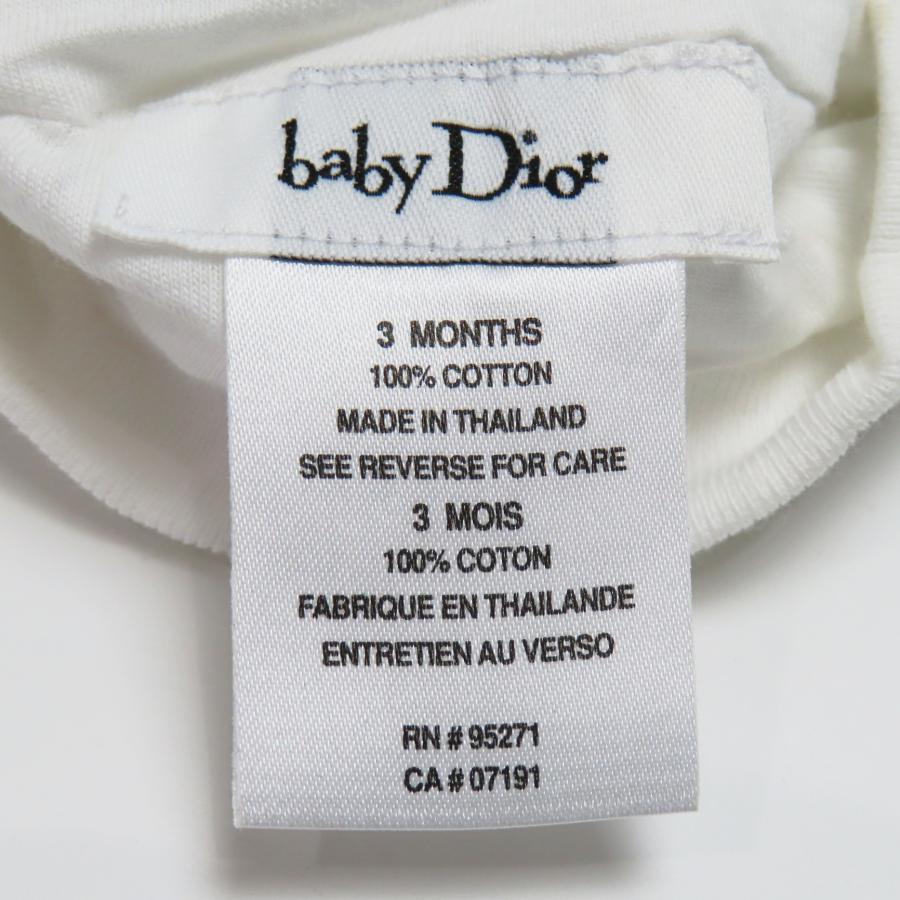 baby Dior
3 MONTHS
100% COTTON
MADE IN THAILAND
SEE REVERSE FOR CARE
3 MOIS
100% COTON
FABRIQUE EN THAILANDE
ENTRETIEN AU VERSO
RN # 95271
CA # 07191